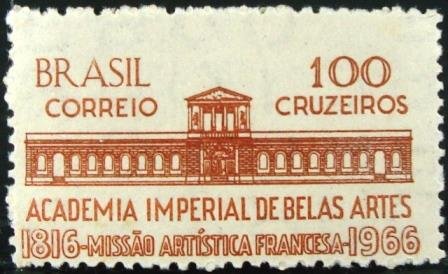 BRASIL 100
CORREIO CRUZEIROS
ACADEMIA IMPERIAL DE BELAS ARTES
1816-MISSÃO ARTÍSTICA FRANCESA-1966